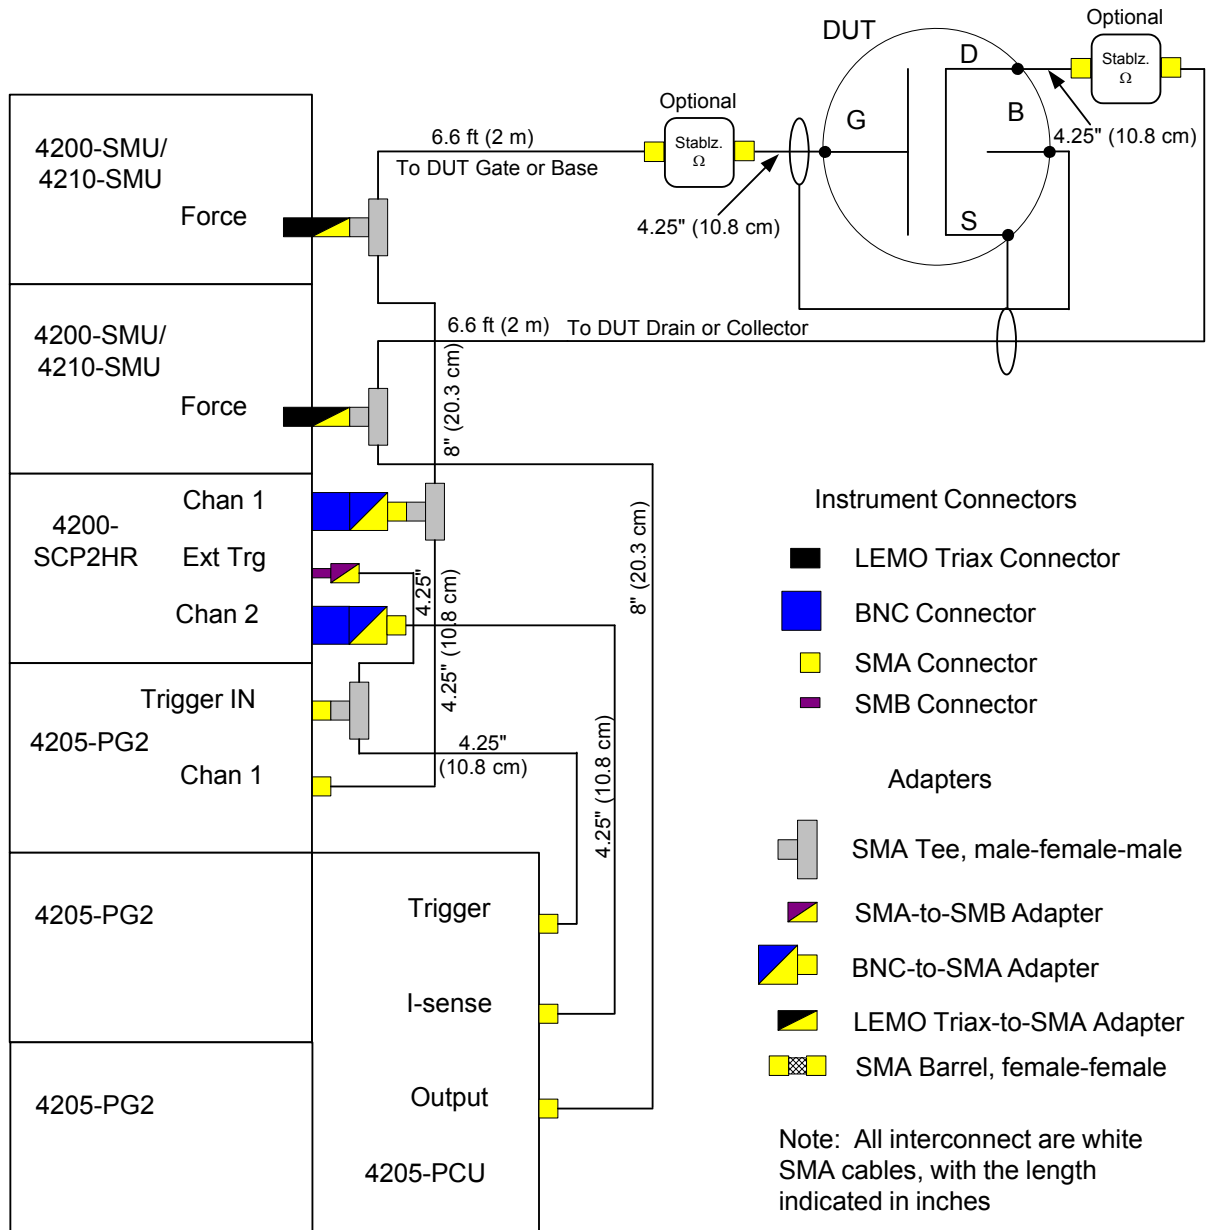 Optional
DUT
D
Stablz.
Ω
Optional
G
B
4.25" (10.8 cm)
6.6 ft (2 m)
Stablz.
Ω
To DUT Gate or Base
4.25" (10.8 cm)
S
4200-SMU/
4210-SMU
Force
6.6 ft (2 m)
To DUT Drain or Collector
4200-SMU/
4210-SMU
Force
8" (20.3 cm)
Chan 1
4200-
SCP2HR
Ext Trg
Chan 2
4.25"
4.25" (10.8 cm)
8" (20.3 cm)
Trigger IN
4205-PG2
Chan 1
4.25"
(10.8 cm)
4.25" (10.8 cm)
4205-PG2
Trigger
I-sense
4205-PG2
Output
4205-PCU
Instrument Connectors
LEMO Triax Connector
BNC Connector
SMA Connector
SMB Connector
Adapters
SMA Tee, male-female-male
SMA-to-SMB Adapter
BNC-to-SMA Adapter
LEMO Triax-to-SMA Adapter
SMA Barrel, female-female
Note: All interconnect are white
SMA cables, with the length
indicated in inches